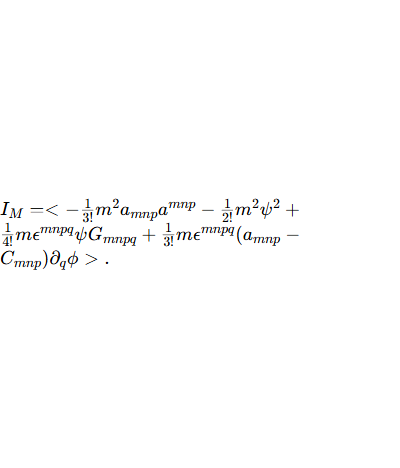 I_M = < -\frac{1}{3!}m^2 a_{mnp}a^{mnp} - \frac{1}{2!}m^2\psi^2 +
\frac{1}{4!}m\epsilon^{mnpq}\psi G_{mnpq} + \frac{1}{3!}m\epsilon^{mnpq}(a_{mnp} -
C_{mnp})\partial_q\phi > .